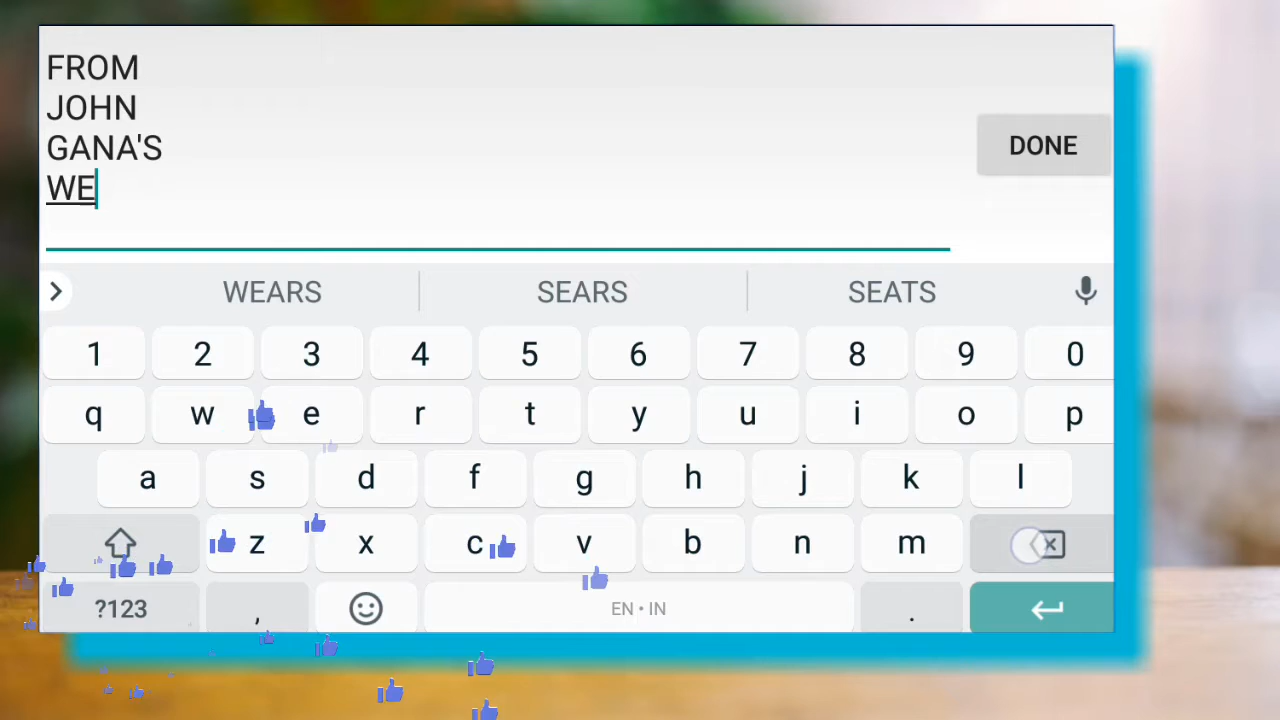 FROM
JOHN
GANA'S
WE
DONE
WEARS SEARS SEATS
1 2 3 4 5 6 7 8 9 0
q w e r t y u i o p
a s d f g h j k l
z x c v b n m
?123 , EN • IN .